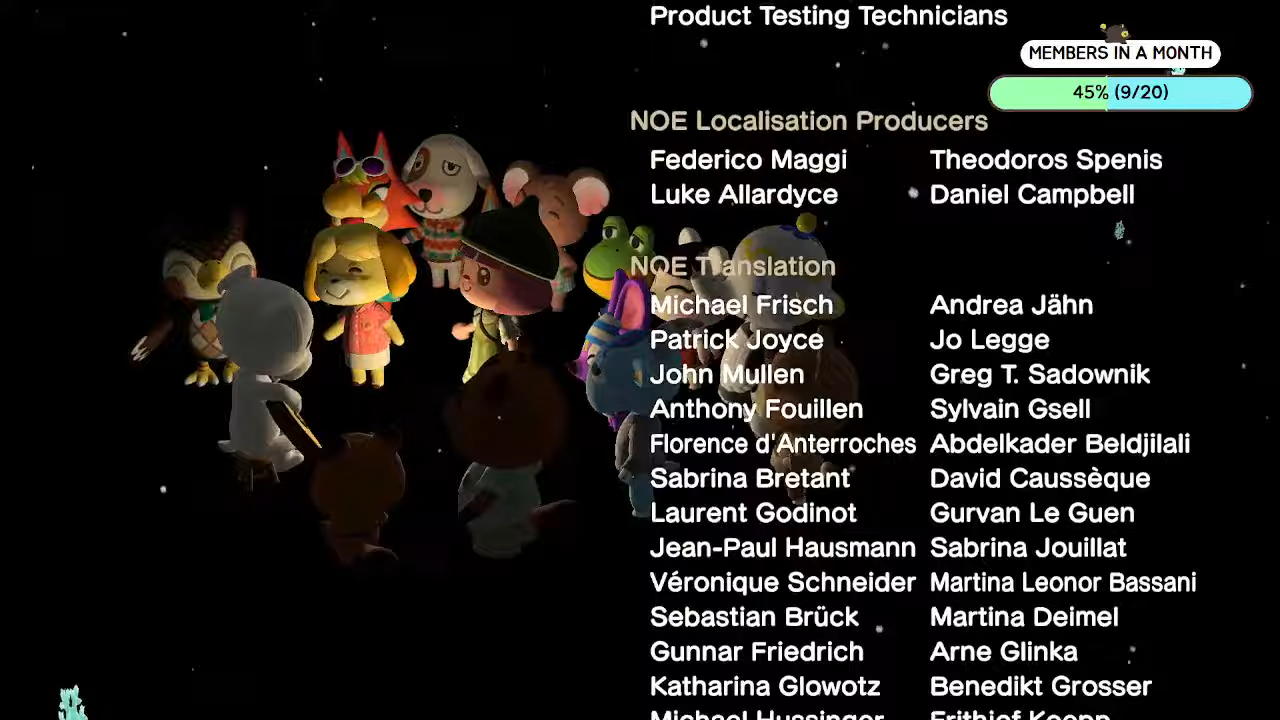 Product Testing Technicians
MEMBERS IN A MONTH
45% (9/20)
NOE Localisation Producers
Federico Maggi Theodoros Spenis
Luke Allardyce Daniel Campbell
NOE Translation
Michael Frisch Andrea Jähn
Patrick Joyce Jo Legge
John Mullen Greg T. Sadownik
Anthony Fouillen Sylvain Gsell
Florence d'Anterroches Abdelkader Beldjilali
Sabrina Bretant David Caussèque
Laurent Godinot Gurvan Le Guen
Jean-Paul Hausmann Sabrina Jouillat
Véronique Schneider Martina Leonor Bassani
Sebastian Brück Martina Deimel
Gunnar Friedrich Arne Glinka
Katharina Glowotz Benedikt Grosser
Michael Hussinger